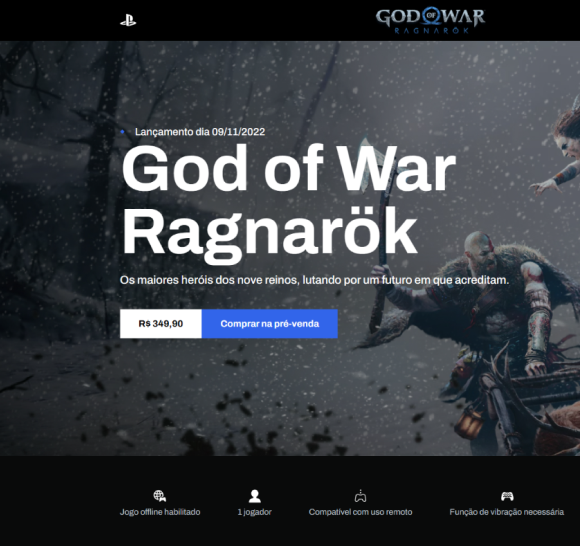 GOD OF WAR
RAGNARÖK
Lançamento dia 09/11/2022
God of War
Ragnarök
Os maiores heróis dos nove reinos, lutando por um futuro em que acreditam.
R$ 349,90
Comprar na pré-venda
Jogo offline habilitado
1 jogador
Compatível com uso remoto
Função de vibração necessária